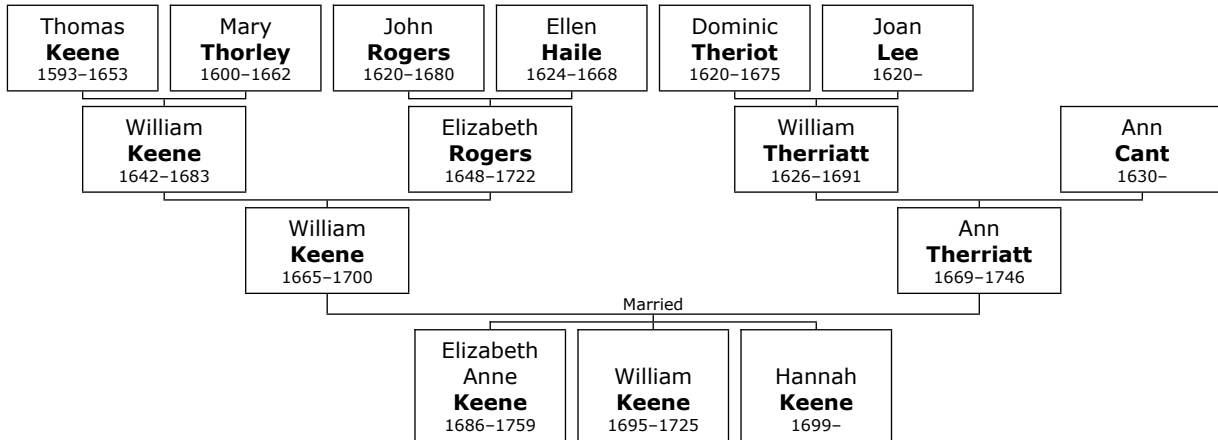 Thomas
Keene
1593–1653
Mary
Thorley
1600–1662
John
Rogers
1620–1680
Ellen
Haile
1624–1668
Dominic
Theriot
1620–1675
Joan
Lee
1620–
William
Keene
1642–1683
Elizabeth
Rogers
1648–1722
William
Therriatt
1626–1691
Ann
Cant
1630–
William
Keene
1665–1700
Ann
Therriatt
1669–1746
Married
Elizabeth
Anne
Keene
1686–1759
William
Keene
1695–1725
Hannah
Keene
1699–